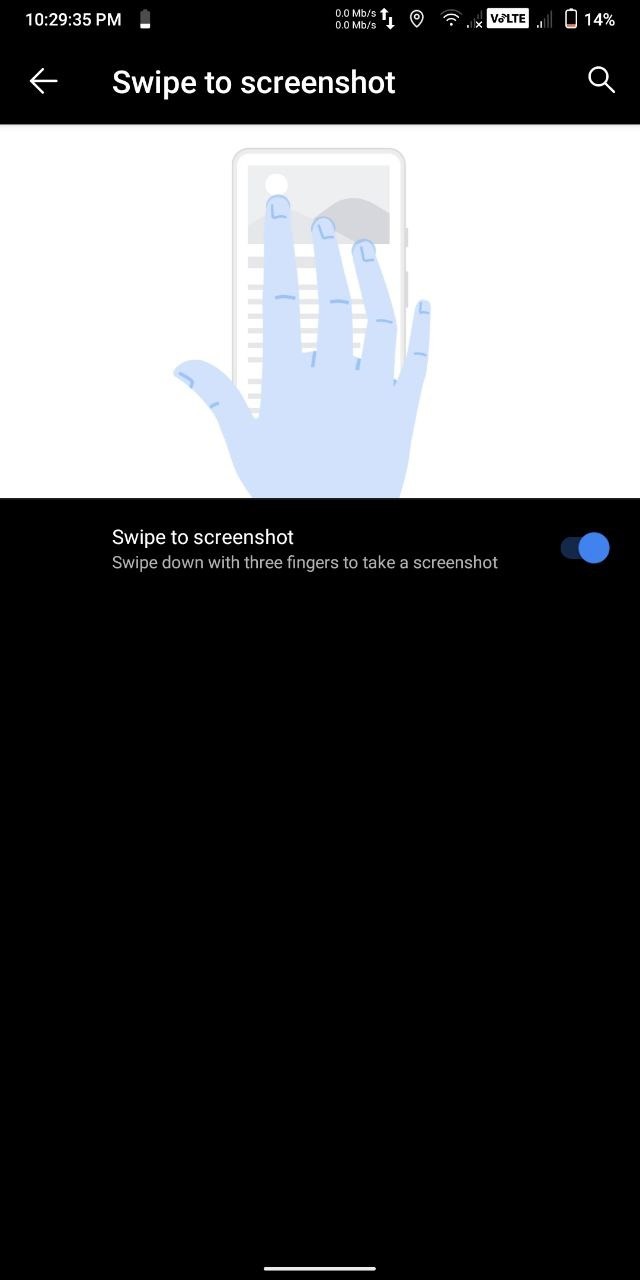 10:29:35 PM
0.0 Mb/s
0.0 Mb/s
VoLTE
14%
Swipe to screenshot
Swipe to screenshot
Swipe down with three fingers to take a screenshot